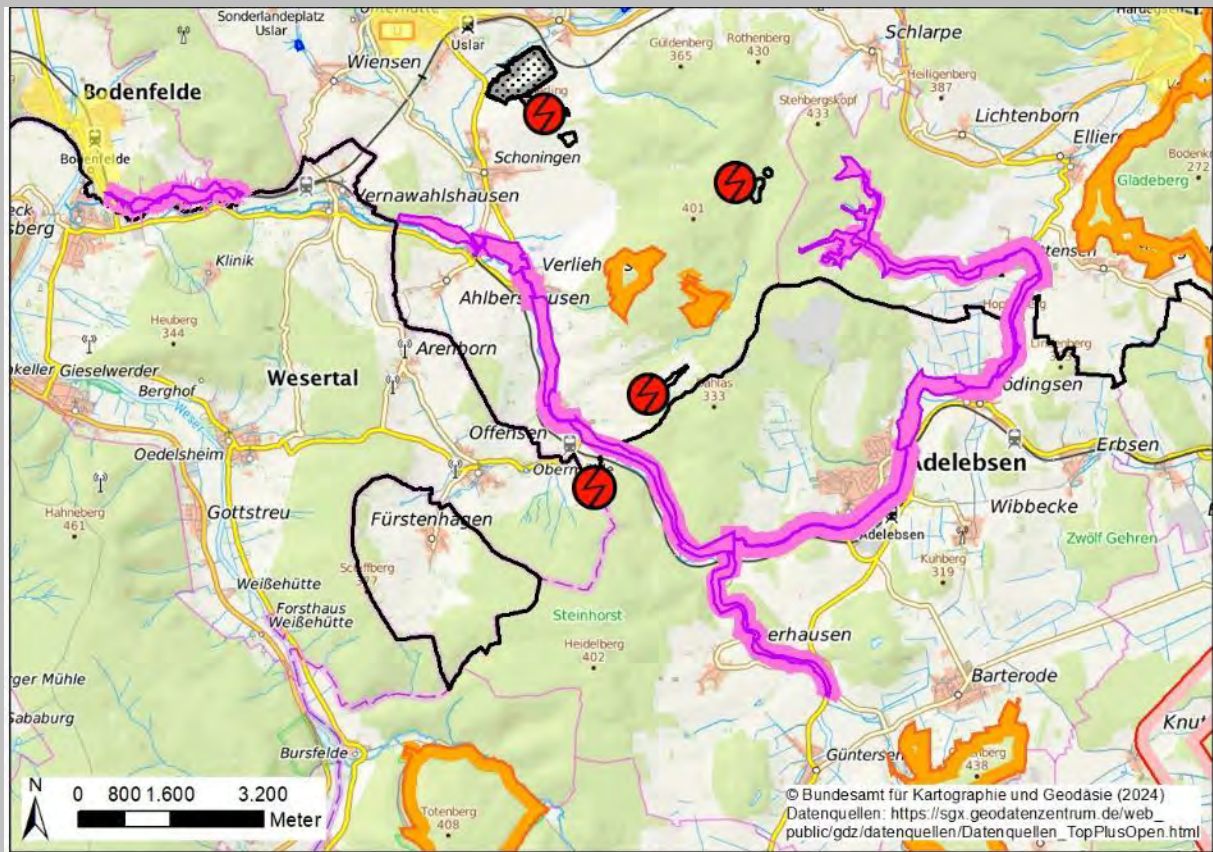 Sonderlandeplatz
Uslar
Uslar
Wiensen
Güldenberg
365
Rothenberg
430
Schlarpe
Heiligenberg
387
Stehbergskopf
433
Lichtenborn
Bodenfelde
Bodenfelde
Schoningen
Gladeberg
272
401
Klinik
Ahlbershausen
Heuberg
344
Arenborn
Gieselwerder
Wesertal
Berghof
333
Weser
Offensen
Oedelsheim
Erbsen
Adelebsen
Hahneberg
461
Gottstreu
Fürstenhagen
Wibbecke
Adelebsen
Zwölf Gehren
Kuhberg
319
Weißehütte
Forsthaus
Weißehütte
Steinhorst
Heidelberg
402
Barterode
Bursfelde
Güntersen
438
Totenberg
408
N
0 800 1.600 3.200
Meter
© Bundesamt für Kartographie und Geodäsie (2024)
Datenquellen: https://sgx.geodatenzentrum.de/web_
public/gdz/datenquellen/Datenquellen_TopPlusOpen.html